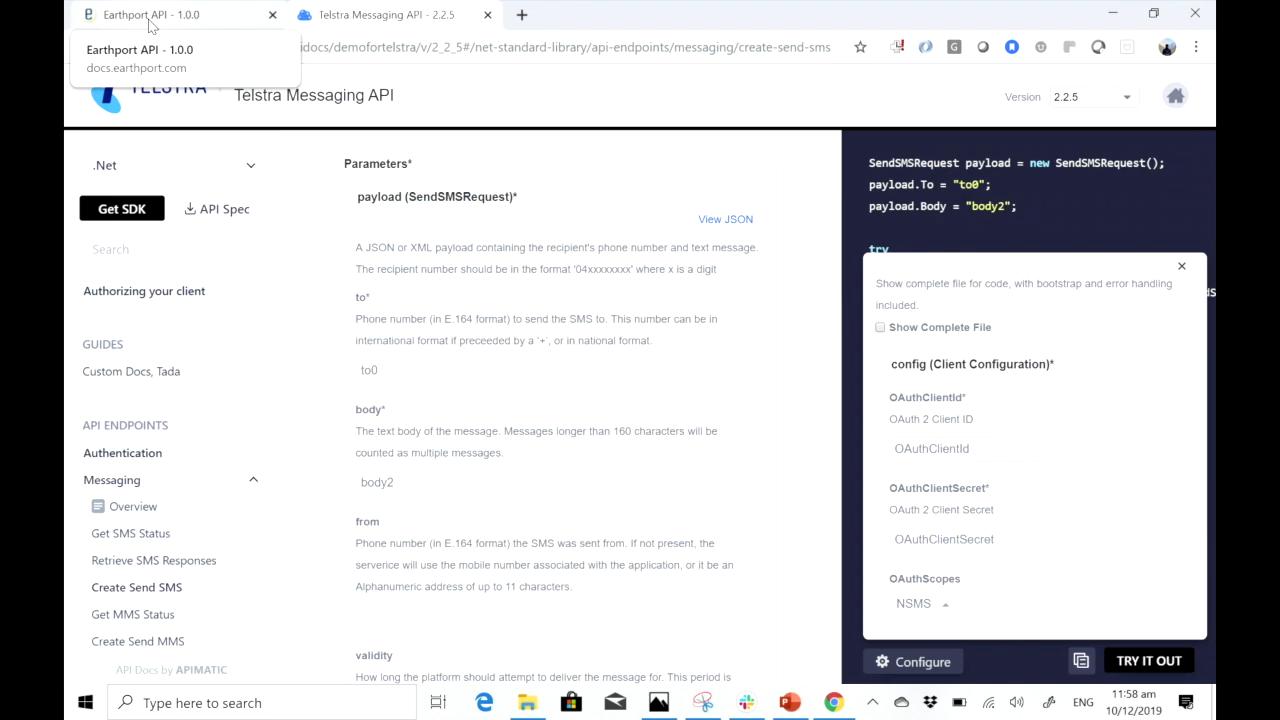 Earthport API - 1.0.0
Telstra Messaging API - 2.2.5
Earthport API - 1.0.0
docs.earthport.com
idocs/demofortelstra/v/2_2_5#/net-standard-library/api-endpoints/messaging/create-send-sms
TELSTRA
Telstra Messaging API
Version 2.2.5
.Net
Get SDK
API Spec
Search
Authorizing your client
GUIDES
Custom Docs, Tada
API ENDPOINTS
Authentication
Messaging
Overview
Get SMS Status
Retrieve SMS Responses
Create Send SMS
Get MMS Status
Create Send MMS
API Docs by APIMATIC
Parameters*
payload (SendSMSRequest)*
View JSON
A JSON or XML payload containing the recipient's phone number and text message.
The recipient number should be in the format '04xxxxxxxx' where x is a digit
to*
Phone number (in E.164 format) to send the SMS to. This number can be in
international format if preceeded by a `+`, or in national format.
to0
body*
The text body of the message. Messages longer than 160 characters will be
counted as multiple messages.
body2
from
Phone number (in E.164 format) the SMS was sent from. If not present, the
serverice will use the mobile number associated with the application, or it be an
Alphanumeric address of up to 11 characters.
validity
How long the platform should attempt to deliver the message for. This period is
SendSMSRequest payload = new SendSMSRequest();
payload.To = "to0";
payload.Body = "body2";
try
Show complete file for code, with bootstrap and error handling
included.
Show Complete File
config (Client Configuration)*
OAuthClientId*
OAuth 2 Client ID
OAuthClientId
OAuthClientSecret*
OAuth 2 Client Secret
OAuthClientSecret
OAuthScopes
NSMS
Configure
TRY IT OUT
Type here to search
ENG
11:58 am
10/12/2019